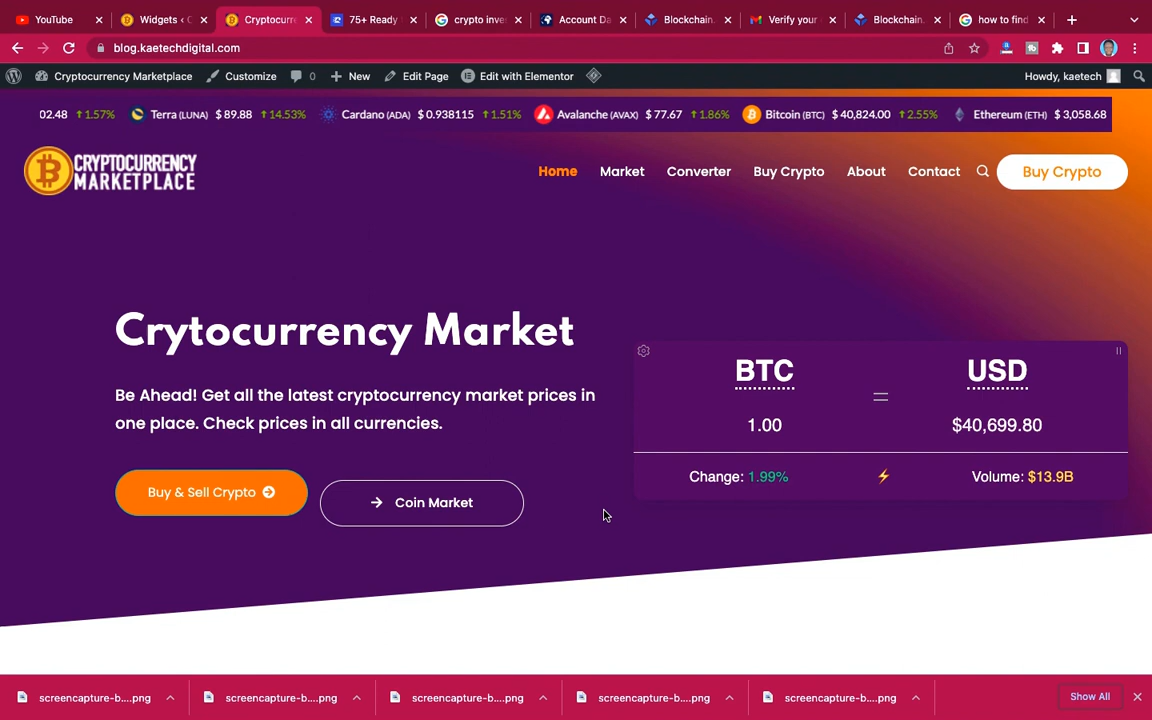 YouTube
Widgets ‹ C
Cryptocurre
75+ Ready
crypto inve
Account Da
Blockchain.
Verify your
Blockchain.
how to find
blog.kaetechdigital.com
Cryptocurrency Marketplace
Customize
0
New
Edit Page
Edit with Elementor
Howdy, kaetech
02.48 1.57% Terra (LUNA) $ 89.88 14.53% Cardano (ADA) $ 0.938115 1.51% Avalanche (AVAX) $ 77.67 1.86% Bitcoin (BTC) $ 40,824.00 2.55% Ethereum (ETH) $ 3,058.68
CRYPTOCURRENCY
MARKETPLACE
Home Market Converter Buy Crypto About Contact
Buy Crypto
Crytocurrency Market
Be Ahead! Get all the latest cryptocurrency market prices in
one place. Check prices in all currencies.
Buy & Sell Crypto
Coin Market
BTC = USD
1.00 $40,699.80
Change: 1.99% Volume: $13.9B
screencapture-b....png
screencapture-b....png
screencapture-b....png
screencapture-b....png
screencapture-b....png
Show All